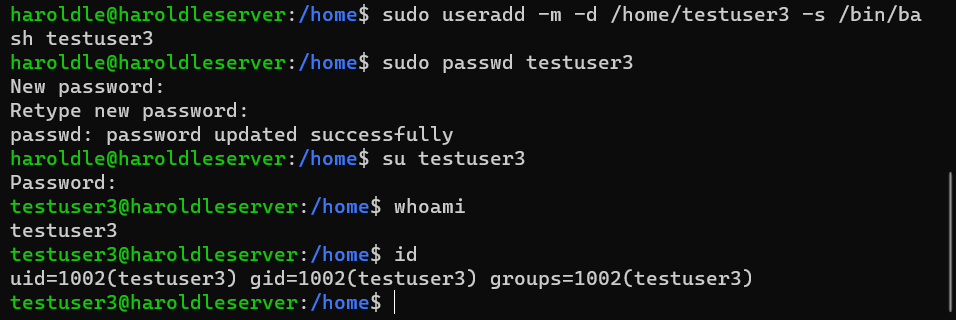 haroldle@haroldleserver:/home$ sudo useradd -m -d /home/testuser3 -s /bin/ba
sh testuser3
haroldle@haroldleserver:/home$ sudo passwd testuser3
New password:
Retype new password:
passwd: password updated successfully
haroldle@haroldleserver:/home$ su testuser3
Password:
testuser3@haroldleserver:/home$ whoami
testuser3
testuser3@haroldleserver:/home$ id
uid=1002(testuser3) gid=1002(testuser3) groups=1002(testuser3)
testuser3@haroldleserver:/home$